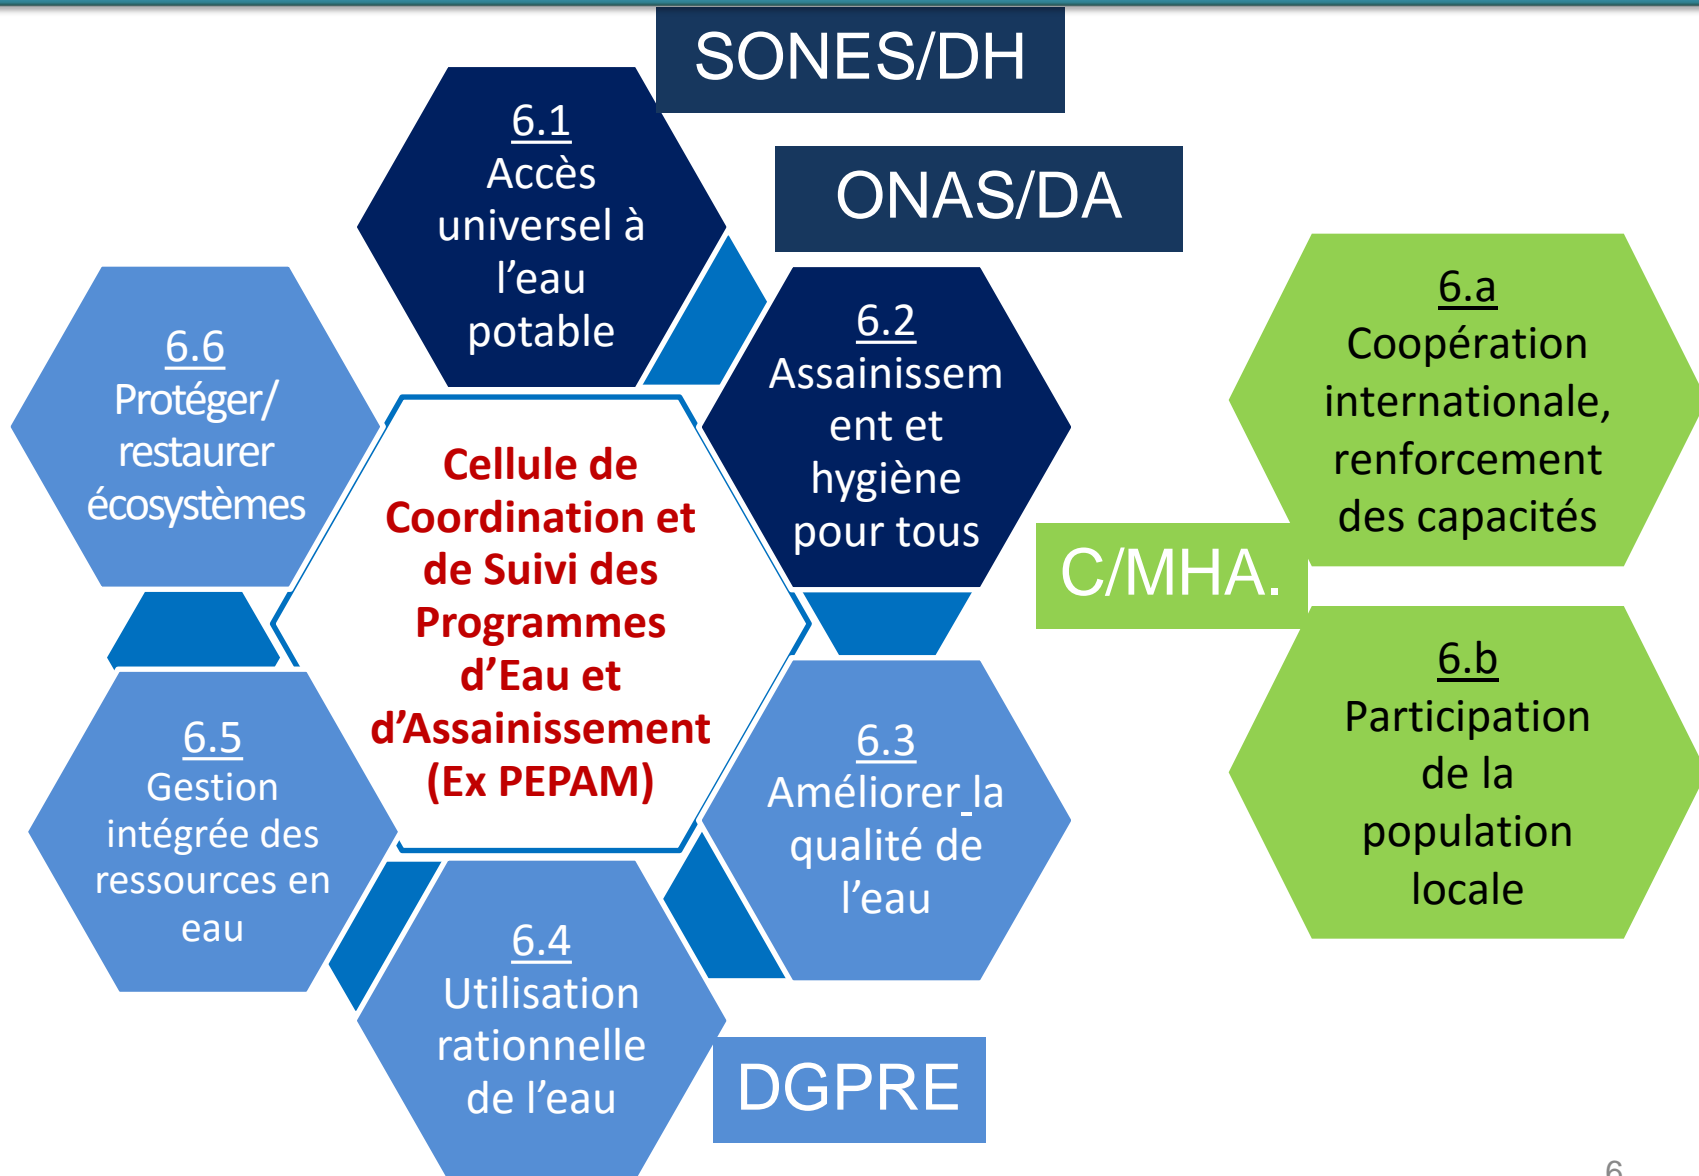 SONES/DH
6.1
Accès
universel à
l’eau
potable
ONAS/DA
6.2
Assainissem
ent et
hygiène
pour tous
6.6
Protéger/
restaurer
écosystèmes
Cellule de
Coordination et
de Suivi des
Programmes
d’Eau et
d’Assainissement
(Ex PEPAM)
6.a
Coopération
internationale,
renforcement
des capacités
C/MHA.
6.b
Participation
de la
population
locale
6.5
Gestion
intégrée des
ressources en
eau
6.3
Améliorer la
qualité de
l’eau
6.4
Utilisation
rationnelle
de l’eau
DGPRE
6